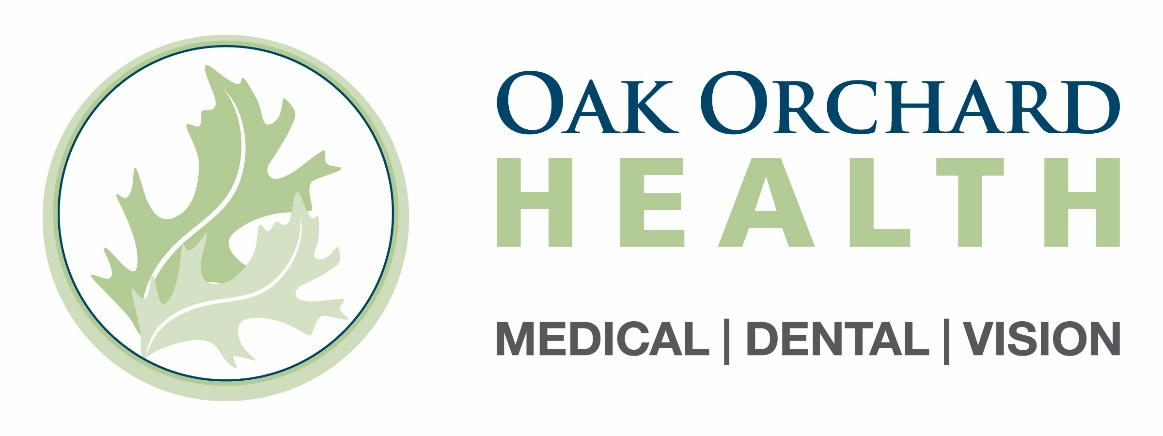 OAK ORCHARD
HEALTH
MEDICAL | DENTAL | VISION